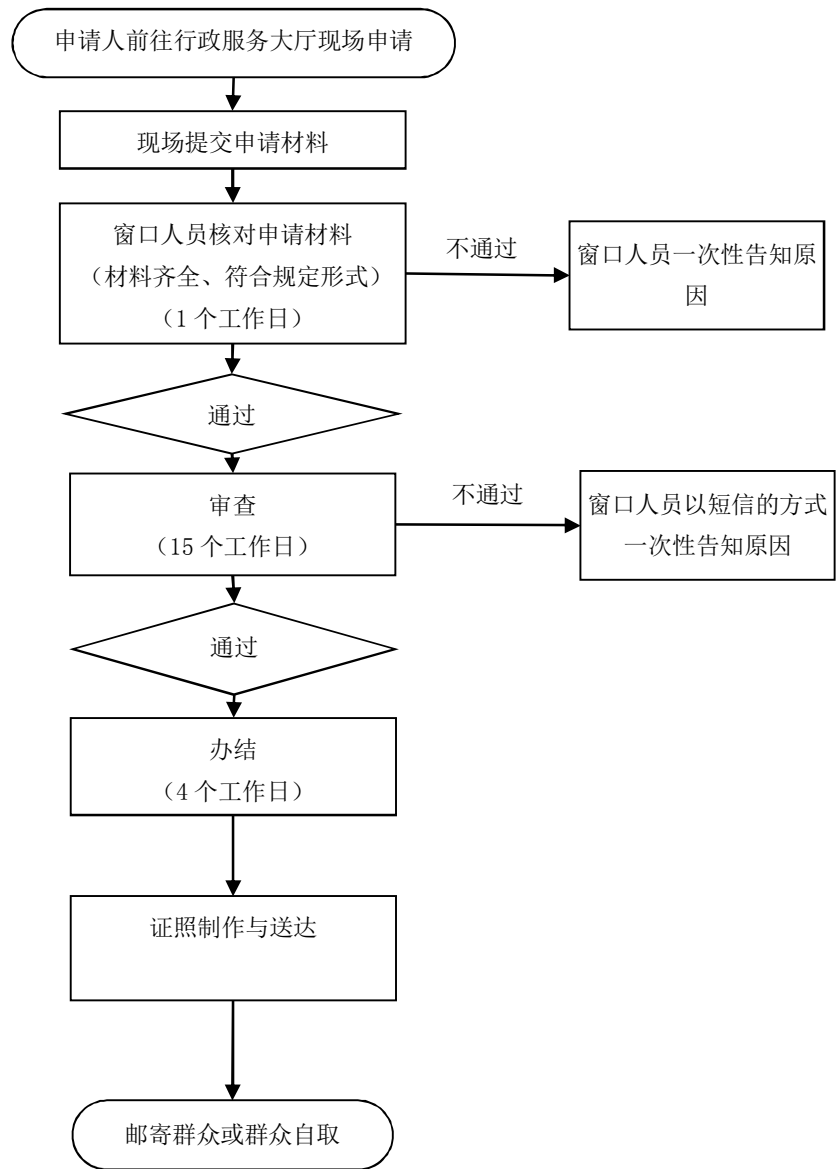 申请人前往行政服务大厅现场申请
现场提交申请材料
窗口人员核对申请材料
（材料齐全、符合规定形式）
（1 个工作日）
不通过
窗口人员一次性告知原
因
通过
审查
（15 个工作日）
不通过
窗口人员以短信的方式
一次性告知原因
通过
办结
（4 个工作日）
证照制作与送达
邮寄群众或群众自取